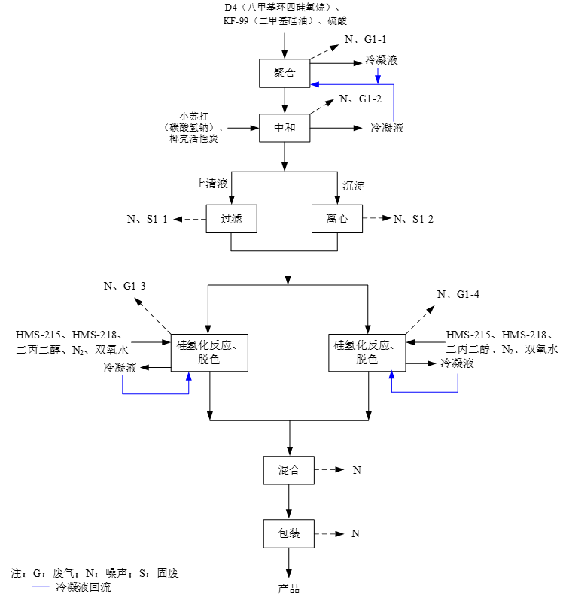 D4（八甲基环四硅氧烷）、
KF-99（二甲基硅油）、硫酸
N、G1-1
聚合
冷凝液
N、G1-2
小苏打
（碳酸氢钠）、
椰壳活性炭
中和
冷凝液
上清液
沉淀
N、S1-1
过滤
离心
N、S1-2
N、G1-3
N、G1-4
HMS-215、HMS-218、
二丙二醇、N₂、双氧水
冷凝液
硅氢化反应、
脱色
硅氢化反应、
脱色
HMS-215、HMS-218、
二丙二醇、N₂、双氧水
冷凝液
混合
N
包装
N
注：G：废气；N：噪声；S：固废
冷凝液回流
产品